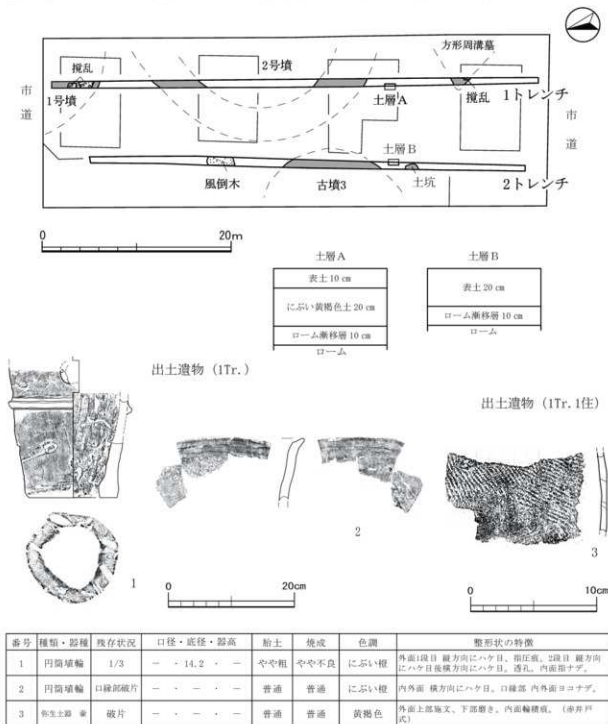 方形周溝墓
2号墳
撹乱
市道
1号墳
土層A
撹乱
1トレンチ
市道
土層B
風倒木
古墳3
土坑
2トレンチ
0 20m
土層A
表土 10 cm
にぶい黄褐色土 20 cm
ローム漸移層 10 cm
ローム
土層B
表土 20 cm
ローム漸移層 10 cm
ローム
出土遺物 (1Tr.)
出土遺物 (1Tr. 1住)
1
2
3
0 20cm
0 10cm
番号 種類・器種 残存状況 口径・底径・器高 胎土 焼成 色調 整形状の特徴
1 円筒埴輪 1/3 － ・ 14.2 ・ － やや粗 やや不良 にぶい橙 外面1段目 縦方向にハケ目、指圧痕。2段目 縦方向
にハケ目後横方向にハケ目。透孔。内面指ナデ。
2 円筒埴輪 口縁部破片 － ・ － ・ － 普通 普通 にぶい橙 内外面 横方向にハケ目。口縁部 内外面ヨコナデ。
3 弥生土器 壷 破片 － ・ － ・ － 普通 普通 黄褐色 外面上部施文、下部磨き。内面輪積痕。（赤井戸
式）